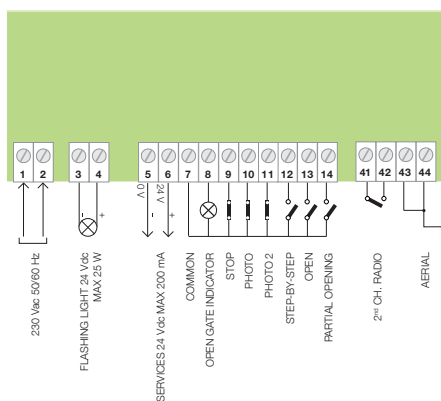 1 2 3 4 5 6 7 8 9 10 11 12 13 14 41 42 43 44
- +
0 V
-
24 V
+
230 Vac 50/60 Hz
FLASHING LIGHT 24 Vdc
MAX 25 W
SERVICES 24 Vdc MAX 200 mA
COMMON
OPEN GATE INDICATOR
STOP
PHOTO
PHOTO 2
STEP-BY-STEP
OPEN
PARTIAL OPENING
2nd CH. RADIO
AERIAL